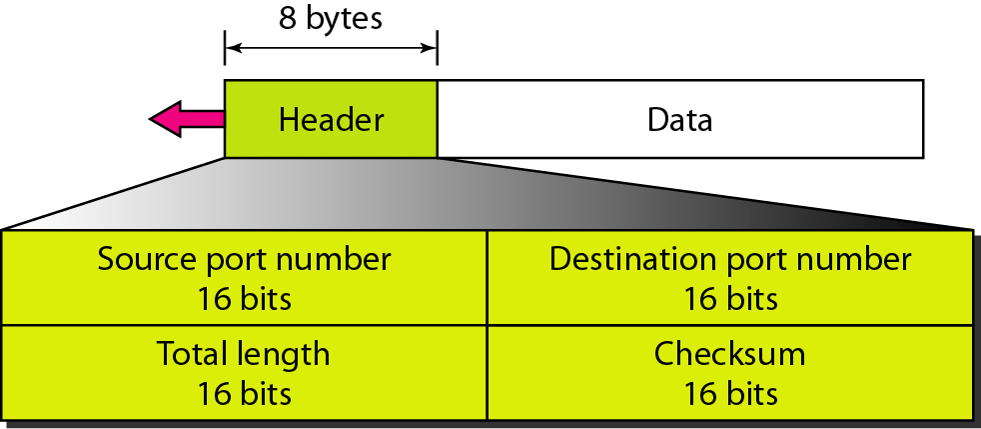 8 bytes
Header
Data
Source port number
16 bits
Destination port number
16 bits
Total length
16 bits
Checksum
16 bits